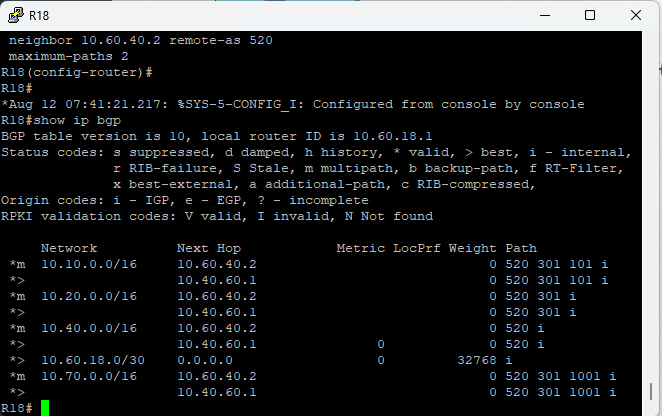 R18
 neighbor 10.60.40.2 remote-as 520
 maximum-paths 2
R18(config-router)#
R18#
*Aug 12 07:41:21.217: %SYS-5-CONFIG_I: Configured from console by console
R18#show ip bgp
BGP table version is 10, local router ID is 10.60.18.1
Status codes: s suppressed, d damped, h history, * valid, > best, i - internal,
              r RIB-failure, S Stale, m multipath, b backup-path, f RT-Filter,
              x best-external, a additional-path, c RIB-compressed,
Origin codes: i - IGP, e - EGP, ? - incomplete
RPKI validation codes: V valid, I invalid, N Not found

     Network          Next Hop            Metric LocPrf Weight Path
 *m  10.10.0.0/16     10.60.40.2                             0 520 301 101 i
 *>                   10.40.60.1                             0 520 301 101 i
 *m  10.20.0.0/16     10.60.40.2                             0 520 301 i
 *>                   10.40.60.1                             0 520 301 i
 *m  10.40.0.0/16     10.60.40.2                             0 520 i
 *>                   10.40.60.1               0             0 520 i
 *>  10.60.18.0/30    0.0.0.0                  0         32768 i
 *m  10.70.0.0/16     10.60.40.2                             0 520 301 1001 i
 *>                   10.40.60.1                             0 520 301 1001 i
R18#